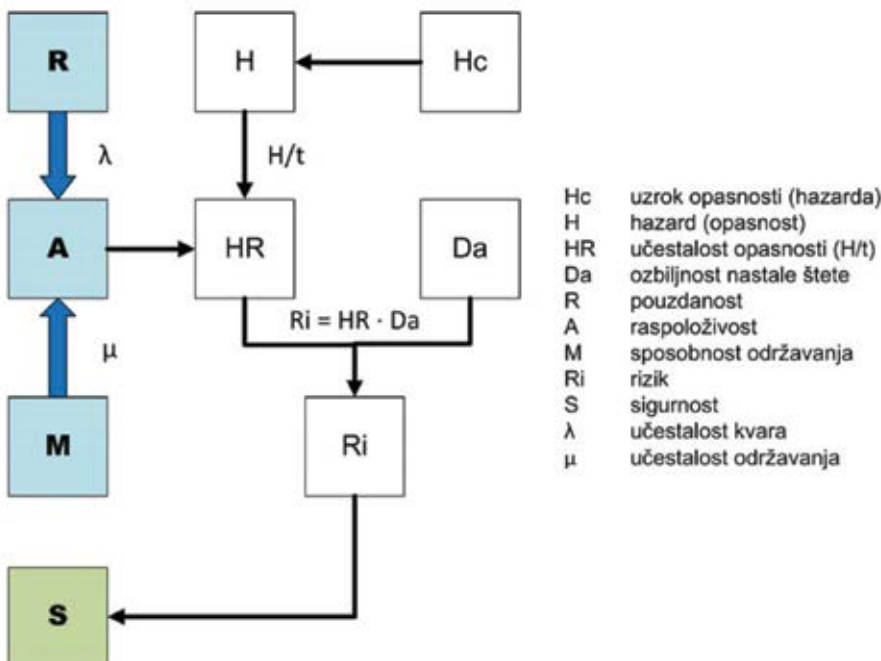 R
H
Hc
λ
H/t
A
HR
Da
Ri = HR · Da
μ
M
Ri
S
Hc uzrok opasnosti (hazarda)
H hazard (opasnost)
HR učestalost opasnosti (H/t)
Da ozbiljnost nastale štete
R pouzdanost
A raspoloživost
M sposobnost održavanja
Ri rizik
S sigurnost
λ učestalost kvara
μ učestalost održavanja